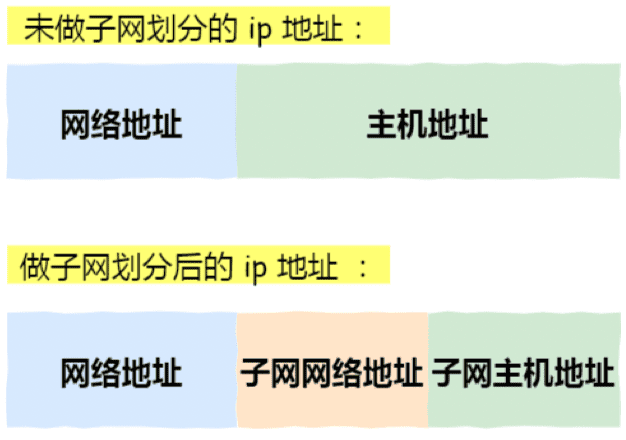 未做子网划分的 ip 地址：
网络地址 主机地址
做子网划分后的 ip 地址 ：
网络地址 子网网络地址 子网主机地址